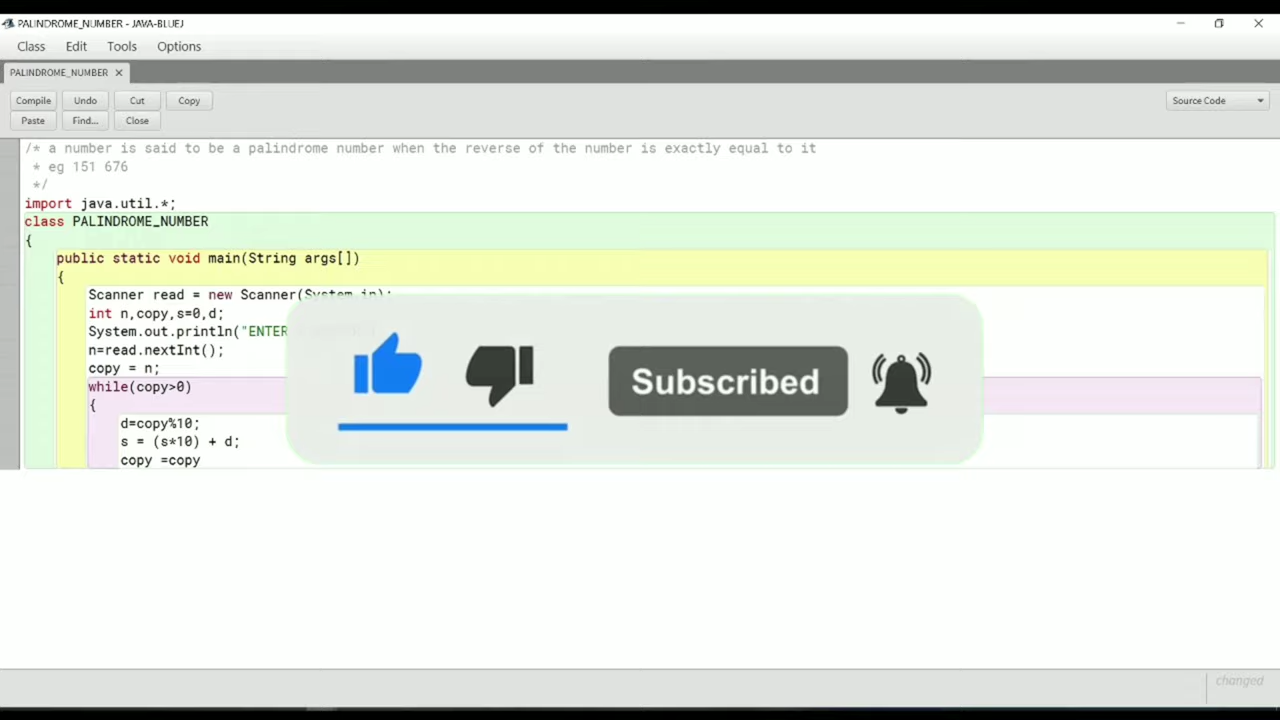 PALINDROME_NUMBER - JAVA-BLUEJ
Class Edit Tools Options
PALINDROME_NUMBER
Compile Undo Cut Copy
Source Code
Paste Find... Close
/* a number is said to be a palindrome number when the reverse of the number is exactly equal to it
* eg 151 676
*/
import java.util.*;
class PALINDROME_NUMBER
{
public static void main(String args[])
{
Scanner read = new Scanner(System.in);
int n,copy,s=0,d;
System.out.println("ENTER
n=read.nextInt();
copy = n;
while(copy>0)
{
d=copy%10;
s = (s*10) + d;
copy =copy
Subscribed
changed